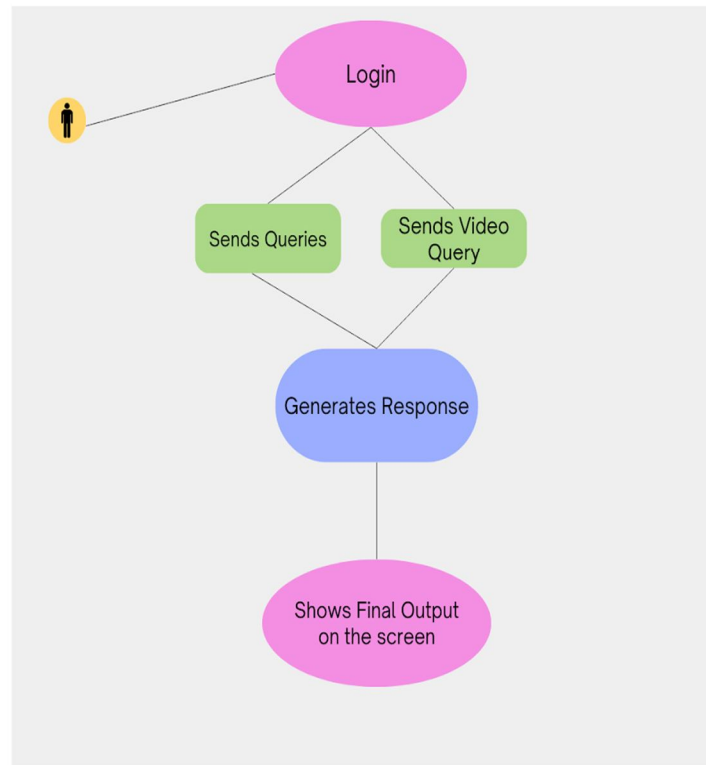 Login
Sends Queries
Sends Video
Query
Generates Response
Shows Final Output
on the screen